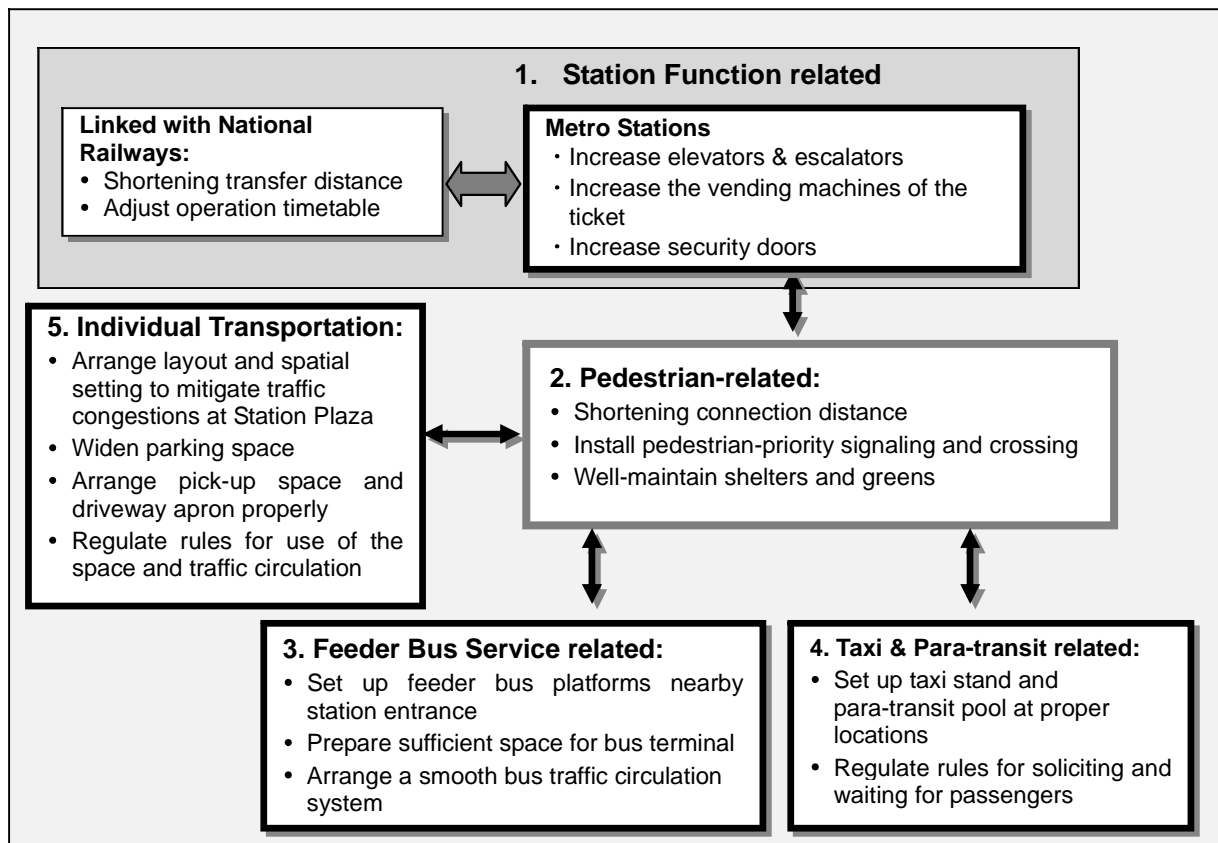 1. Station Function related
Linked with National
Railways:
• Shortening transfer distance
• Adjust operation timetable
Metro Stations
・Increase elevators & escalators
・Increase the vending machines of the
ticket
・Increase security doors
5. Individual Transportation:
• Arrange layout and spatial
setting to mitigate traffic
congestions at Station Plaza
• Widen parking space
• Arrange pick-up space and
driveway apron properly
• Regulate rules for use of the
space and traffic circulation
2. Pedestrian-related:
• Shortening connection distance
• Install pedestrian-priority signaling and crossing
• Well-maintain shelters and greens
3. Feeder Bus Service related:
• Set up feeder bus platforms nearby
station entrance
• Prepare sufficient space for bus terminal
• Arrange a smooth bus traffic circulation
system
4. Taxi & Para-transit related:
• Set up taxi stand and
para-transit pool at proper
locations
• Regulate rules for soliciting and
waiting for passengers